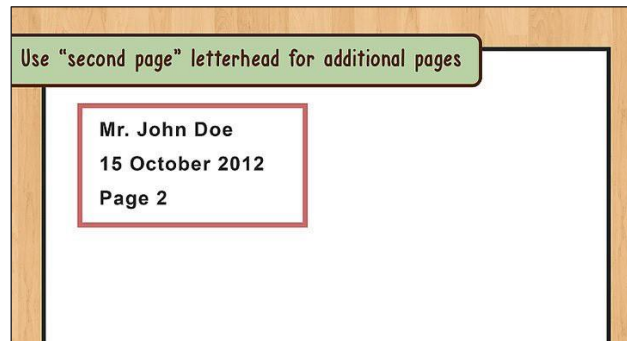 Use “second page” letterhead for additional pages
Mr. John Doe
15 October 2012
Page 2